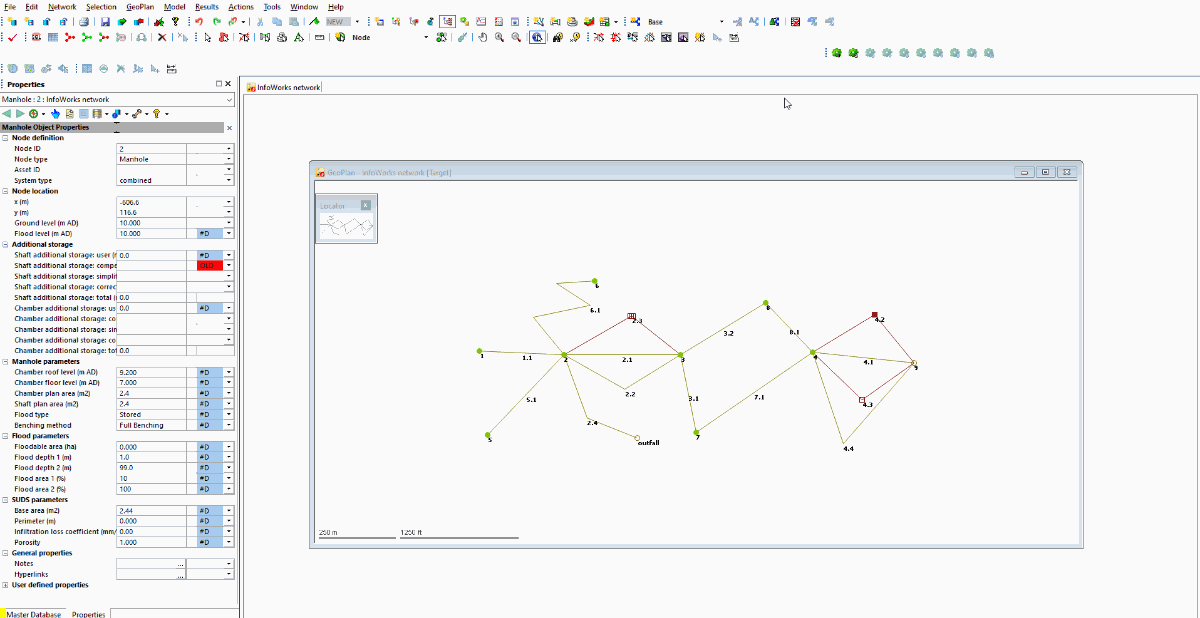 File Edit Network Selection GeoPlan Model Results Actions Tools Window Help
NEW Base
Node
Properties
InfoWorks network
Manhole : 2 : InfoWorks network
Manhole Object Properties
Node definition
Node ID 2
Node type Manhole
Asset ID
System type combined
Node location
x (m) -606.6
y (m) 116.6
Ground level (m AD) 10.000
Flood level (m AD) 10.000 #D
Additional storage
Shaft additional storage: user (r 0.0 #D
Shaft additional storage: compe
Shaft additional storage: simplif
Shaft additional storage: correc
Shaft additional storage: total ( 0.0
Chamber additional storage: us 0.0 #D
Chamber additional storage: co
Chamber additional storage: sim
Chamber additional storage: co
Chamber additional storage: tot 0.0
Manhole parameters
Chamber roof level (m AD) 9.200 #D
Chamber floor level (m AD) 7.000 #D
Chamber plan area (m2) 2.4 #D
Shaft plan area (m2) 2.4 #D
Flood type Stored #D
Benching method Full Benching #D
Flood parameters
Floodable area (ha) 0.000 #D
Flood depth 1 (m) 1.0 #D
Flood depth 2 (m) 99.0 #D
Flood area 1 (%) 10 #D
Flood area 2 (%) 100 #D
SUDS parameters
Base area (m2) 2.44 #D
Perimeter (m) 0.000 #D
Infiltration loss coefficient (mm/ 0.00 #D
Porosity 1.000 #D
General properties
Notes ...
Hyperlinks ...
User defined properties
Master Database Properties
GeoPlan - InfoWorks network [Target]
Locator
6
6.1
2.3
8
4.2
3.2
8.1
1
1.1
2
2.1
3
4
4.1
9
2.2
5.1
3.1
7.1
4.3
2.4
5
outfall
7
4.4
250 m 1250 ft